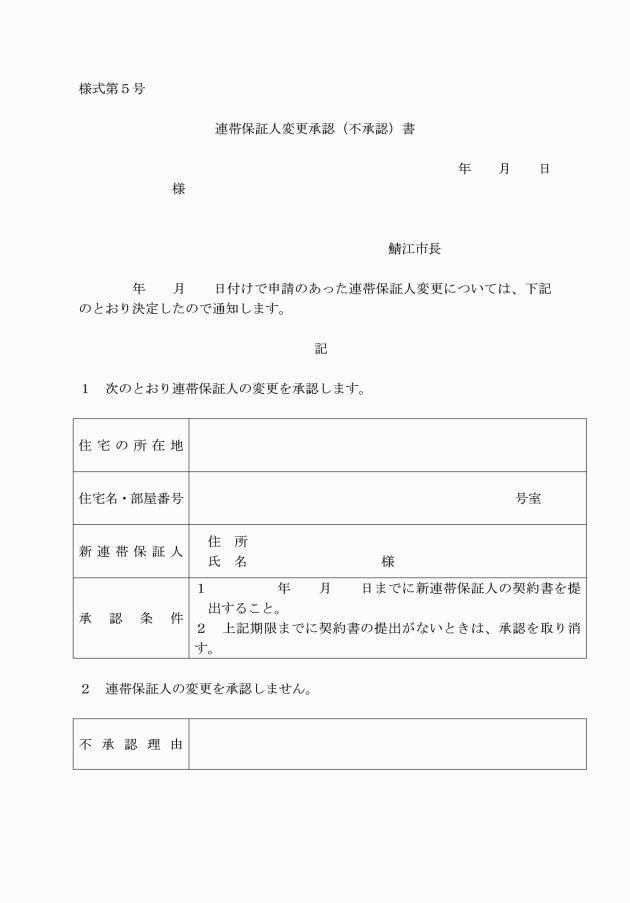 様式第５号
連帯保証人変更承認（不承認）書
年　　月　　日
様
鯖江市長
年　　月　　日付けで申請のあった連帯保証人変更については、下記
のとおり決定したので通知します。
記
１　次のとおり連帯保証人の変更を承認します。
住宅の所在地
住宅名・部屋番号　号室
新連帯保証人
住　所
氏　名　様
承認条件
１　　　　　年　　月　　日までに新連帯保証人の契約書を提
出すること。
２　上記期限までに契約書の提出がないときは、承認を取り消
す。
２　連帯保証人の変更を承認しません。
不承認理由